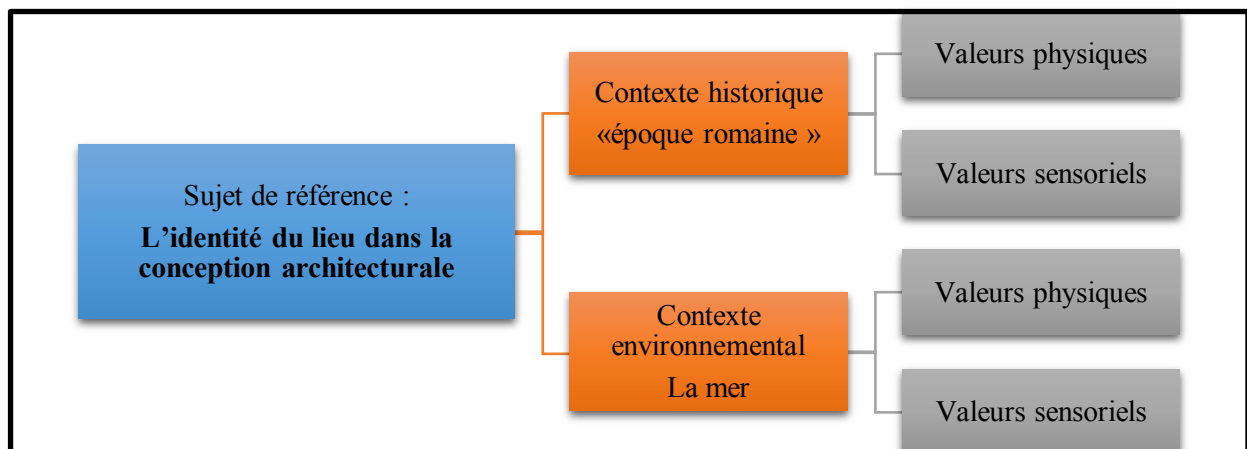 Sujet de référence :
L’identité du lieu dans la
conception architecturale
Contexte historique
«époque romaine »
Valeurs physiques
Valeurs sensoriels
Contexte
environnemental
La mer
Valeurs physiques
Valeurs sensoriels